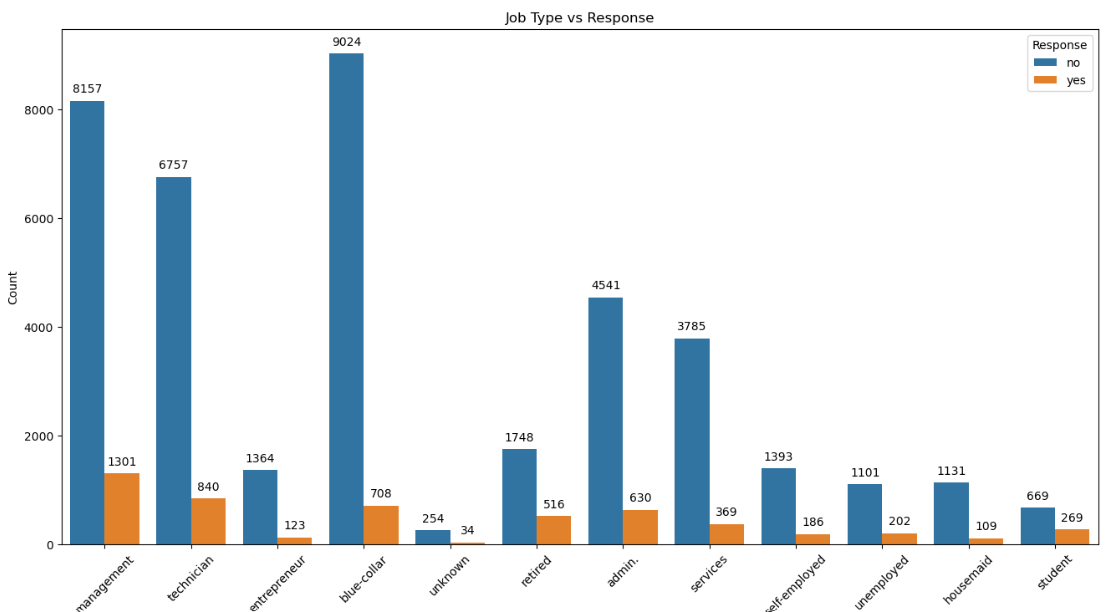 Job Type vs Response
Response
no
yes
Count
8000
6000
4000
2000
0
8157
1301
6757
840
1364
123
9024
708
254
34
1748
516
4541
630
3785
369
1393
186
1101
202
1131
109
669
269
management
technician
entrepreneur
blue-collar
unknown
retired
admin.
services
self-employed
unemployed
housemaid
student